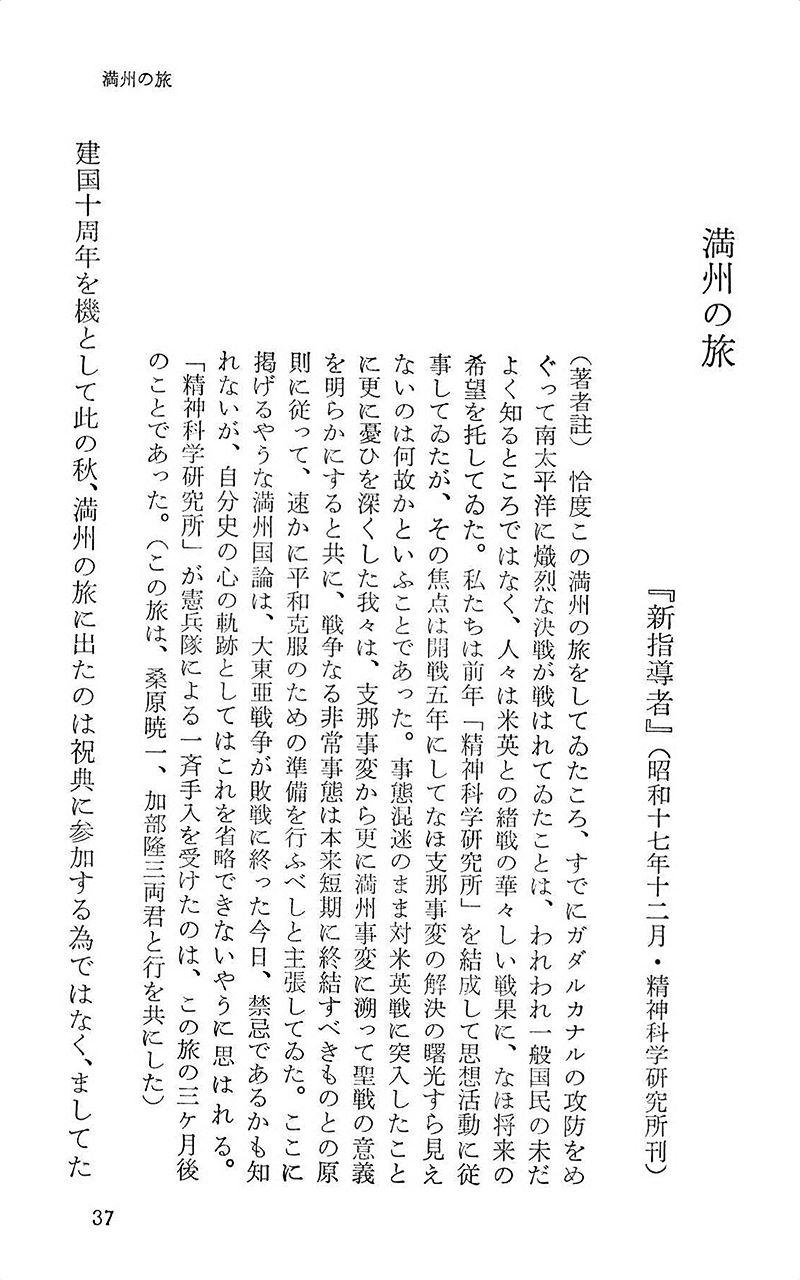 満州の旅
満州の旅
『新指導者』（昭和十七年十二月・精神科学研究所刊）
（著者註）　恰度この満州の旅をしてゐたころ、すでにガダルカナルの攻防をめ
ぐって南太平洋に熾烈な決戦が戦はれてゐたことは、われわれ一般国民の未だ
よく知るところではなく、人々は米英との緒戦の華々しい戦果に、なほ将来の
希望を托してゐた。私たちは前年「精神科学研究所」を結成して思想活動に従
事してゐたが、その焦点は開戦五年にしてなほ支那事変の解決の曙光すら見え
ないのは何故かといふことであった。事態混迷のまま対米英戦に突入したこと
に更に憂ひを深くした我々は、支那事変から更に満州事変に溯って聖戦の意義
を明らかにすると共に、戦争なる非常事態は本来短期に終結すべきものとの原
則に従って、速かに平和克服のための準備を行ふべしと主張してゐた。ここに
掲げるやうな満州国論は、大東亜戦争が敗戦に終った今日、禁忌であるかも知
れないが、自分史の心の軌跡としてはこれを省略できないやうに思はれる。
「精神科学研究所」が憲兵隊による一斉手入を受けたのは、この旅の三ケ月後
のことであった。（この旅は、桑原暁一、加部隆三両君と行を共にした）
建国十周年を機として此の秋、満州の旅に出たのは祝典に参加する為ではなく、ましてた
37